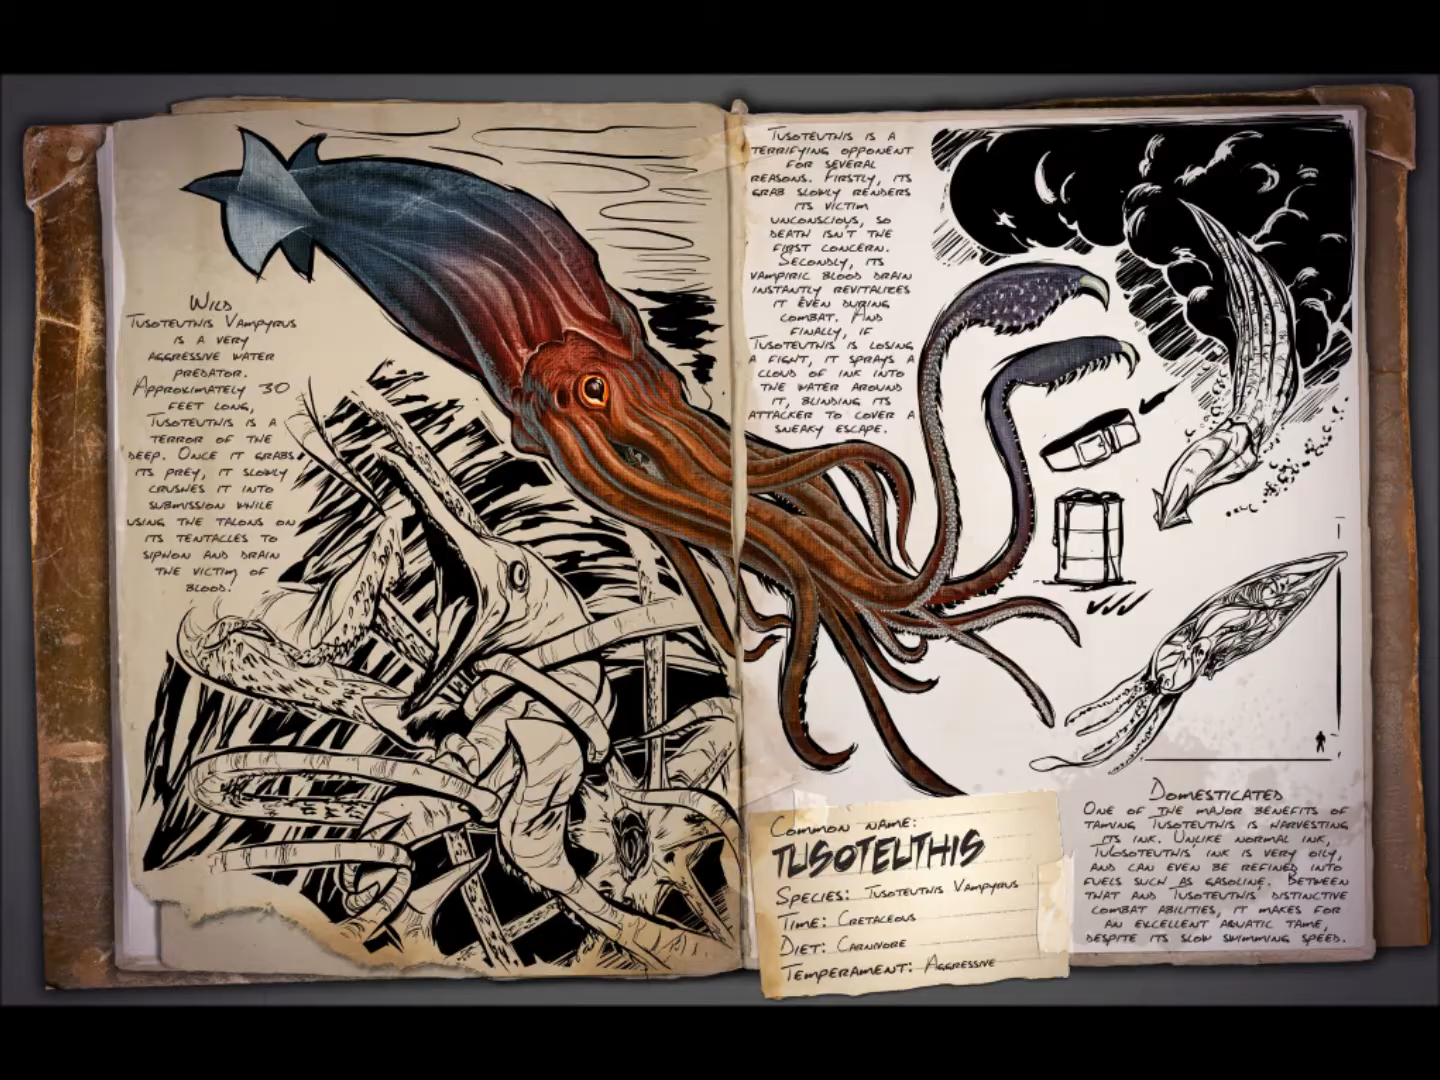 Wild
Tusoteuthis Vampyrus
is a very
aggressive water
predator.
Approximately 30
feet long,
Tusoteuthis is a
terror of the
deep. Once it grabs
its prey, it slowly
crushes it into
submission while
using the talons on
its tentacles to
siphon and drain
the victim of
blood.
Tusoteuthis is a
terrifying opponent
for several
reasons. Firstly, its
grab slowly renders
its victim
unconscious, so
death isn't the
first concern.
Secondly, its
vampiric blood drain
instantly revitalizes
it even during
combat. And
finally, if
Tusoteuthis is losing
a fight, it sprays a
cloud of ink into
the water around
it, blinding its
attacker to cover a
sneaky escape.
Common name:
TUSOTEUTHIS
Species: Tusoteuthis Vampyrus
Time: Cretaceous
Diet: Carnivore
Temperament: Aggressive
Domesticated
One of the major benefits of
taming Tusoteuthis is harvesting
its ink. Unlike normal ink,
Tusoteuthis' ink is very oily,
and can even be refined into
fuels such as gasoline. Between
that and Tusoteuthis' distinctive
combat abilities, it makes for
an excellent aquatic tame,
despite its slow swimming speed.